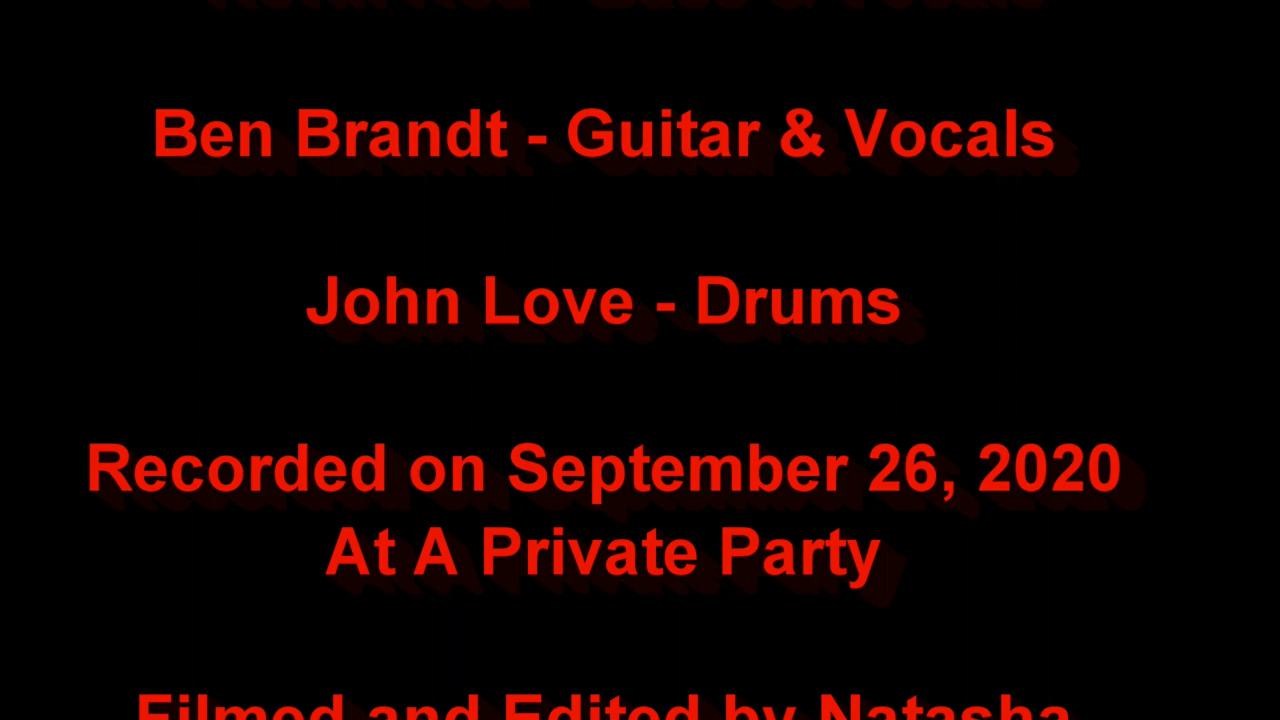 Ben Brandt - Guitar & Vocals
John Love - Drums
Recorded on September 26, 2020
At A Private Party
Filmed and Edited by Natasha